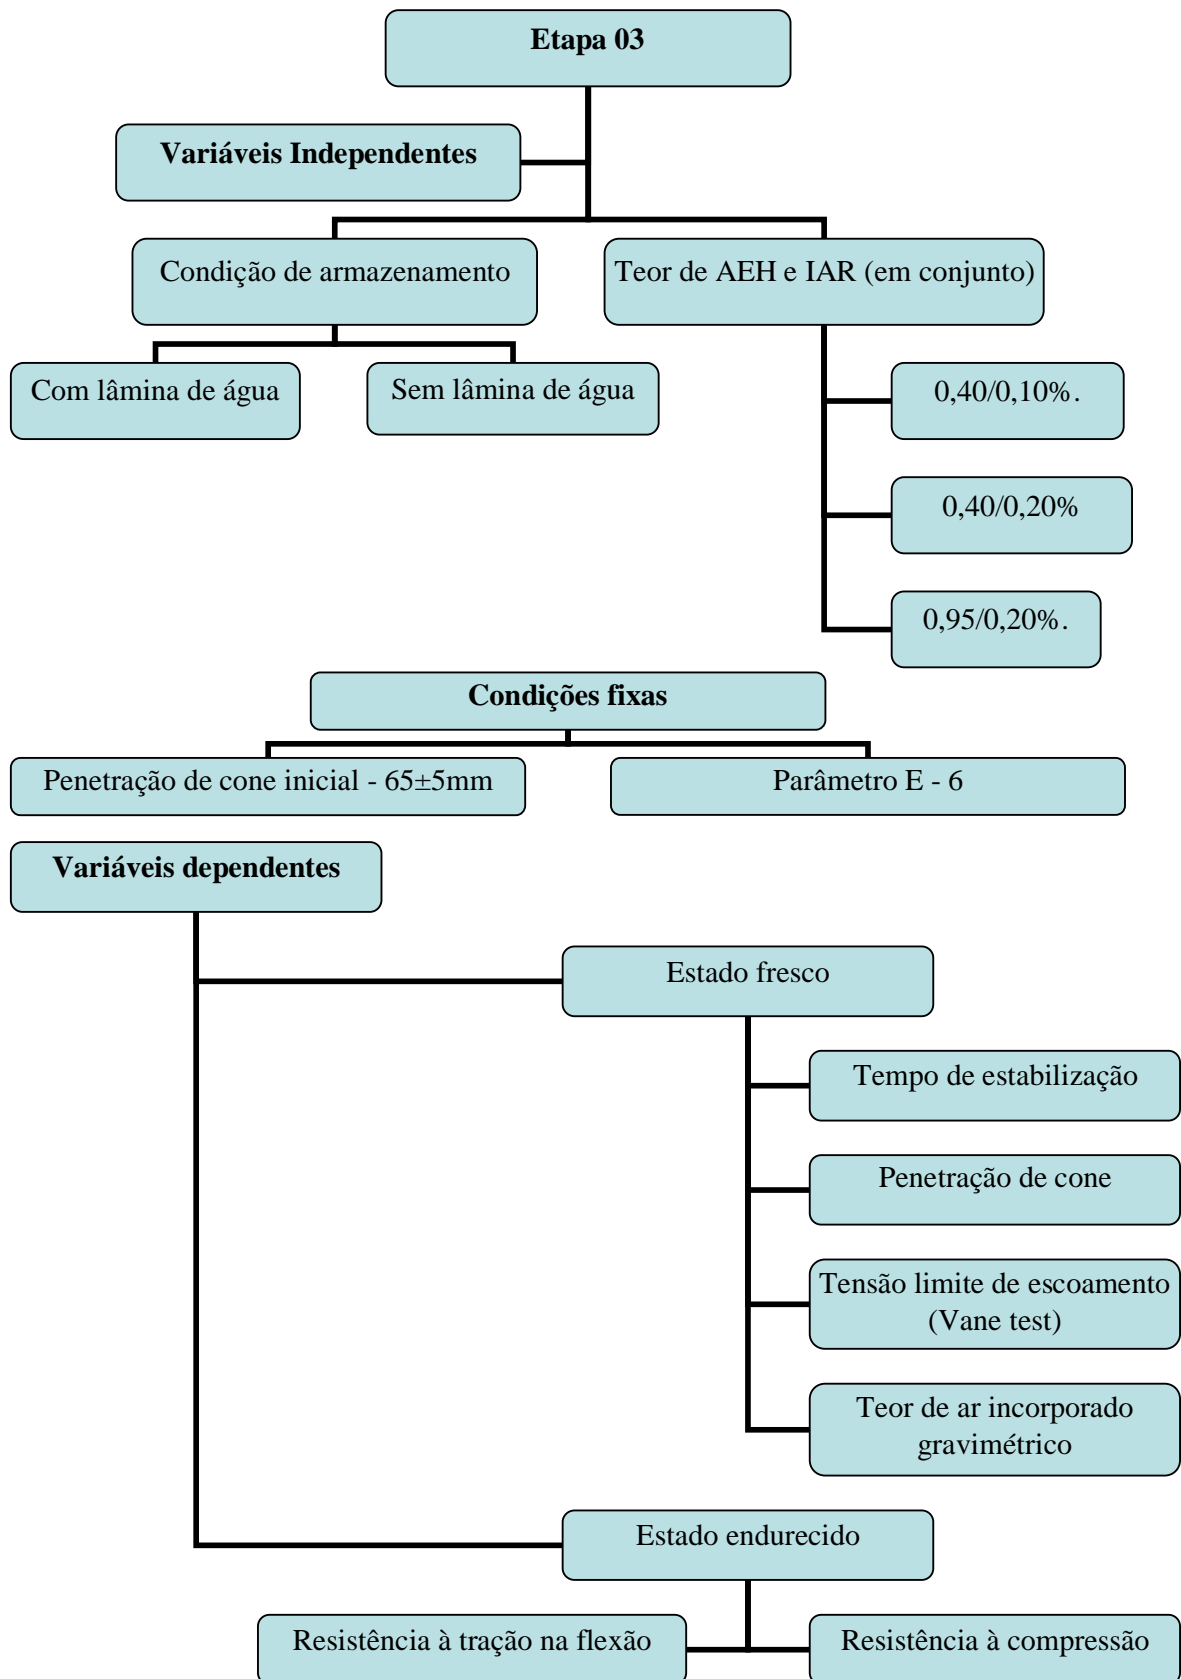 Etapa 03
Variáveis Independentes
Condição de armazenamento
Teor de AEH e IAR (em conjunto)
Com lâmina de água
Sem lâmina de água
0,40/0,10%.
0,40/0,20%
0,95/0,20%.
Condições fixas
Penetração de cone inicial - 65±5mm
Parâmetro E - 6
Variáveis dependentes
Estado fresco
Tempo de estabilização
Penetração de cone
Tensão limite de escoamento
(Vane test)
Teor de ar incorporado
gravimétrico
Estado endurecido
Resistência à tração na flexão
Resistência à compressão